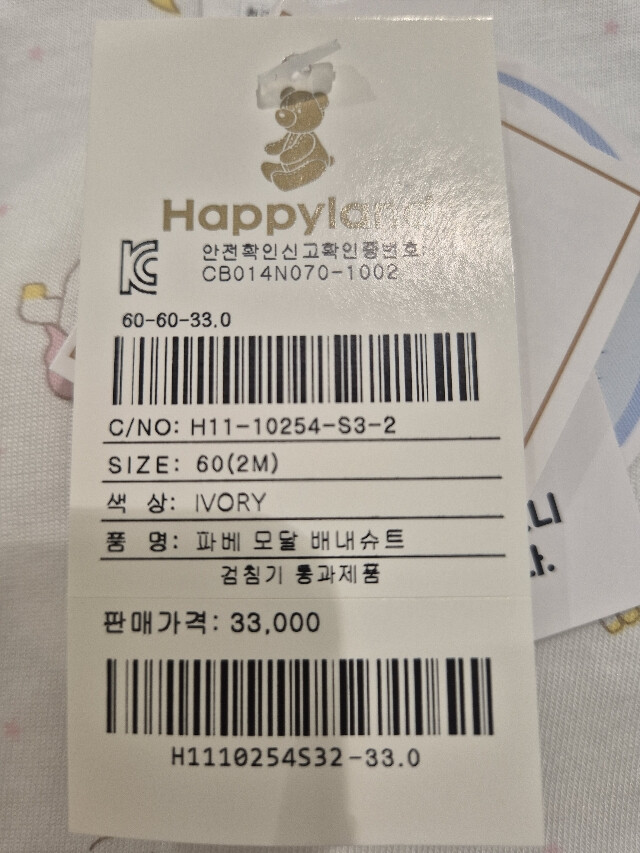 Happyland
안전확인신고확인증번호:
CB014N070-1002
60-60-33.0
C/NO: H11-10254-S3-2
SIZE: 60(2M)
색 상: IVORY
품 명: 파베 모달 배내슈트
검침기 통과제품
판매가격: 33,000
H1110254S32-33.0